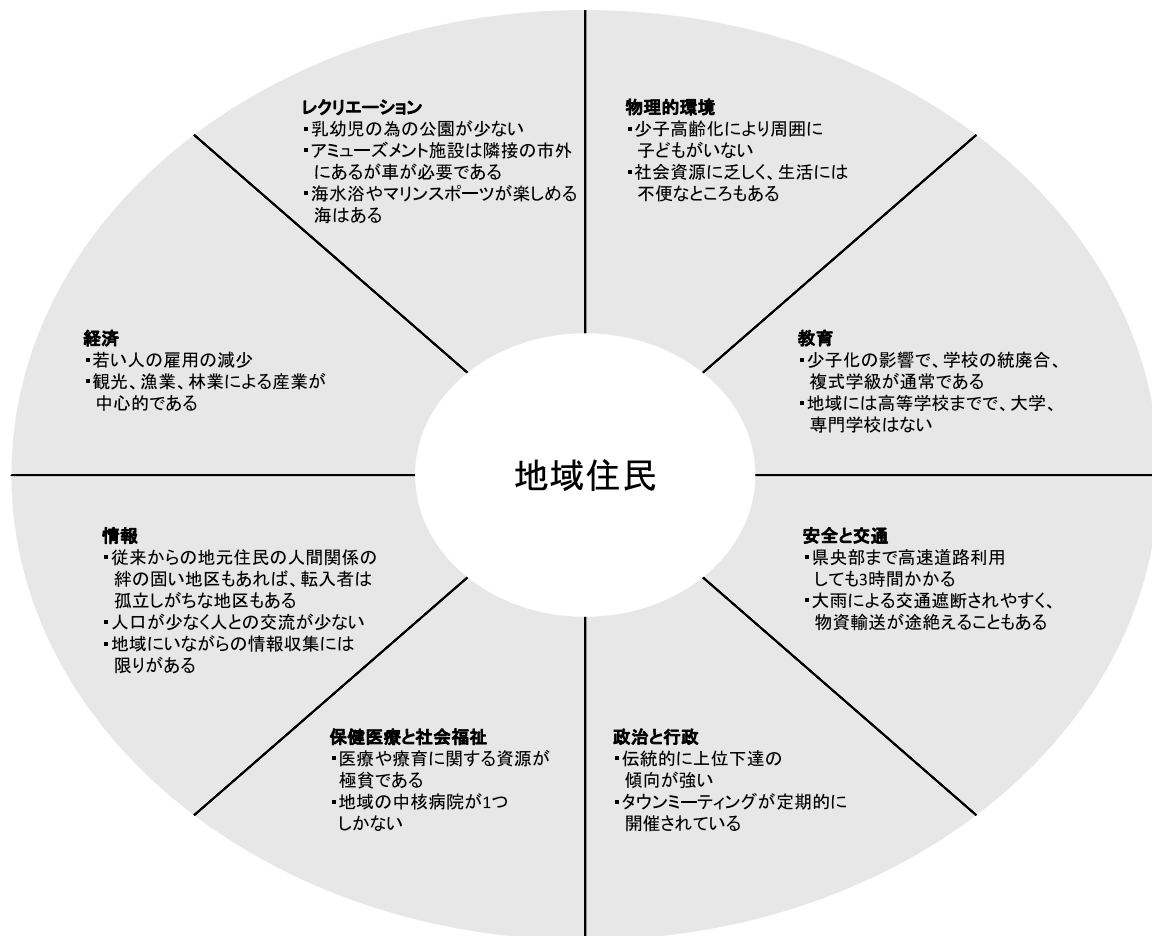 レクリエーション
・乳幼児の為の公園が少ない
・アミューズメント施設は隣接の市外
にあるが車が必要である
・海水浴やマリンスポーツが楽しめる
海はある
物理的環境
・少子高齢化により周囲に
子どもがいない
・社会資源に乏しく、生活には
不便なところもある
経済
・若い人の雇用の減少
・観光、漁業、林業による産業が
中心的である
教育
・少子化の影響で、学校の統廃合、
複式学級が通常である
・地域には高等学校までで、大学、
専門学校はない
地域住民
情報
・従来からの地元住民の人間関係の
絆の固い地区もあれば、転入者は
孤立しがちな地区もある
・人口が少なく人との交流が少ない
・地域にいながらの情報収集には
限りがある
安全と交通
・県央部まで高速道路利用
しても3時間かかる
・大雨による交通遮断されやすく、
物資輸送が途絶えることもある
保健医療と社会福祉
・医療や療育に関する資源が
極貧である
・地域の中核病院が1つ
しかない
政治と行政
・伝統的に上位下達の
傾向が強い
・タウンミーティングが定期的に
開催されている